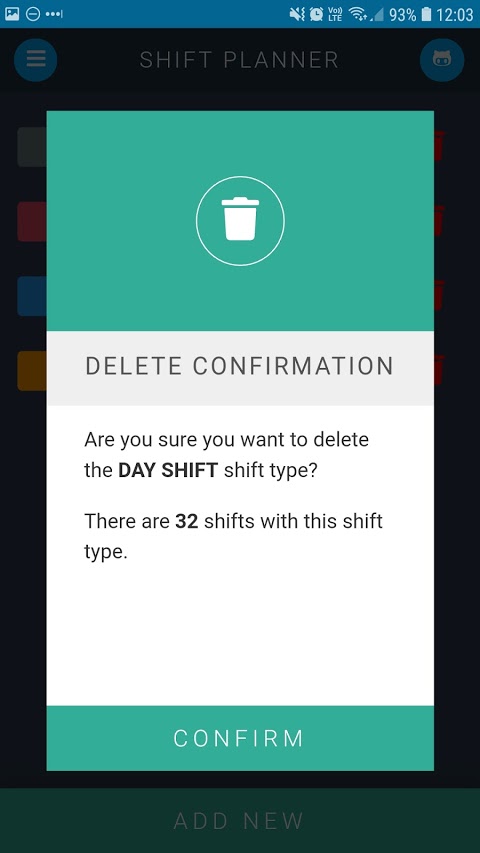 Vo)) LTE 93% 12:03
SHIFT PLANNER
DELETE CONFIRMATION
Are you sure you want to delete
the DAY SHIFT shift type?
There are 32 shifts with this shift
type.
CONFIRM
ADD NEW